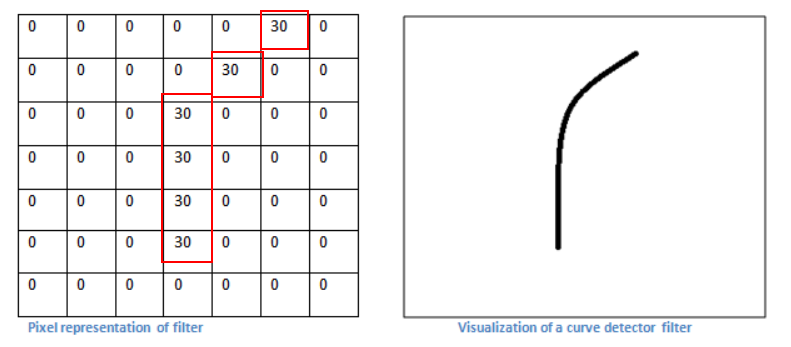 0 0 0 0 0 30 0
0 0 0 0 30 0 0
0 0 0 30 0 0 0
0 0 0 30 0 0 0
0 0 0 30 0 0 0
0 0 0 30 0 0 0
0 0 0 0 0 0 0
Pixel representation of filter
Visualization of a curve detector filter